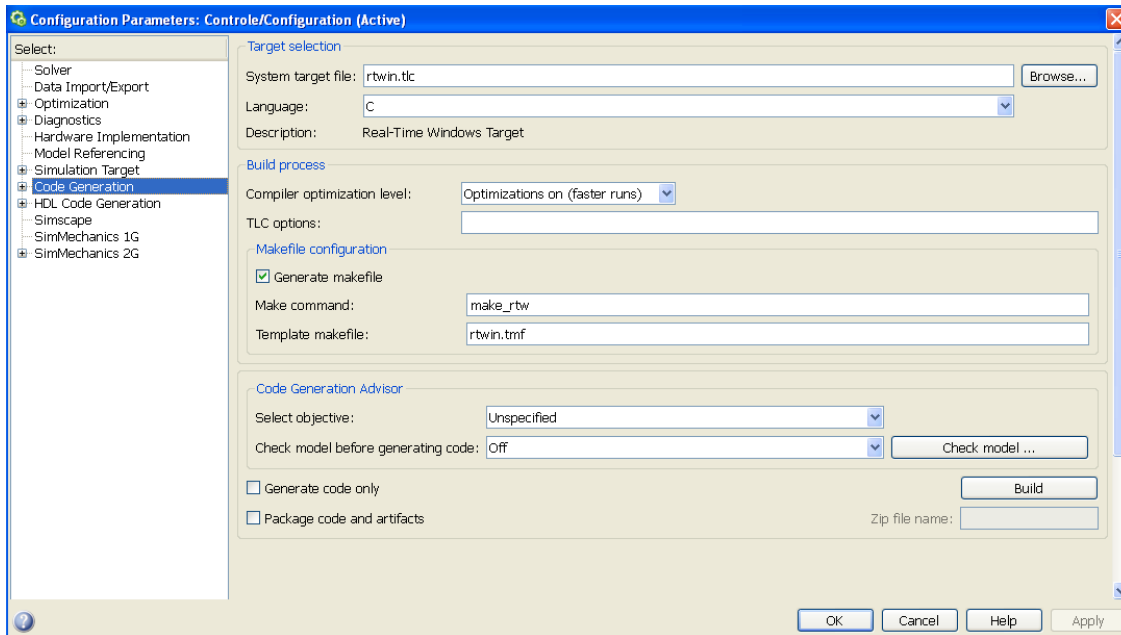 Configuration Parameters: Controle/Configuration (Active)
Select:
Solver
Data Import/Export
Optimization
Diagnostics
Hardware Implementation
Model Referencing
Simulation Target
Code Generation
HDL Code Generation
Simscape
SimMechanics 1G
SimMechanics 2G
Target selection
System target file: rtwin.tlc Browse...
Language: C
Description: Real-Time Windows Target
Build process
Compiler optimization level: Optimizations on (faster runs)
TLC options:
Makefile configuration
Generate makefile
Make command: make_rtw
Template makefile: rtwin.tmf
Code Generation Advisor
Select objective: Unspecified
Check model before generating code: Off Check model ...
Generate code only Build
Package code and artifacts Zip file name:
OK Cancel Help Apply